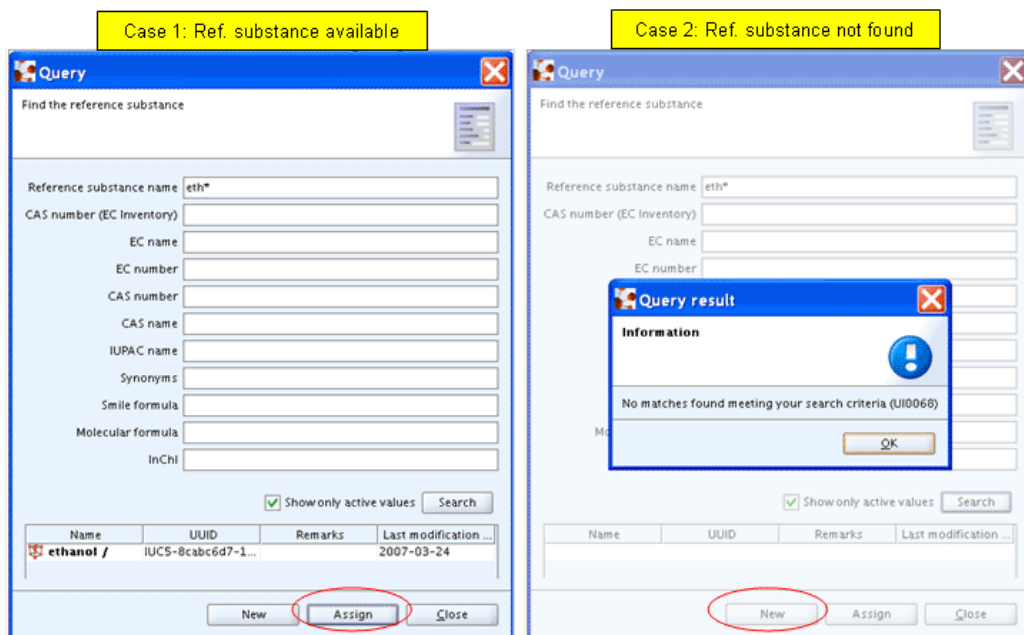 Case 1: Ref. substance available
Query
Find the reference substance
Reference substance name eth*
CAS number (EC Inventory)
EC name
EC number
CAS number
CAS name
IUPAC name
Synonyms
Smile formula
Molecular formula
InChI
Show only active values Search
Name UUID Remarks Last modification ...
ethanol / IUC5-8cabc6d7-1... 2007-03-24
New Assign Close
Case 2: Ref. substance not found
Query
Find the reference substance
Reference substance name eth*
CAS number (EC Inventory)
EC name
EC number
Query result
Information
No matches found meeting your search criteria (UI0068)
OK
Mo
Show only active values Search
Name UUID Remarks Last modification ...
New Assign Close